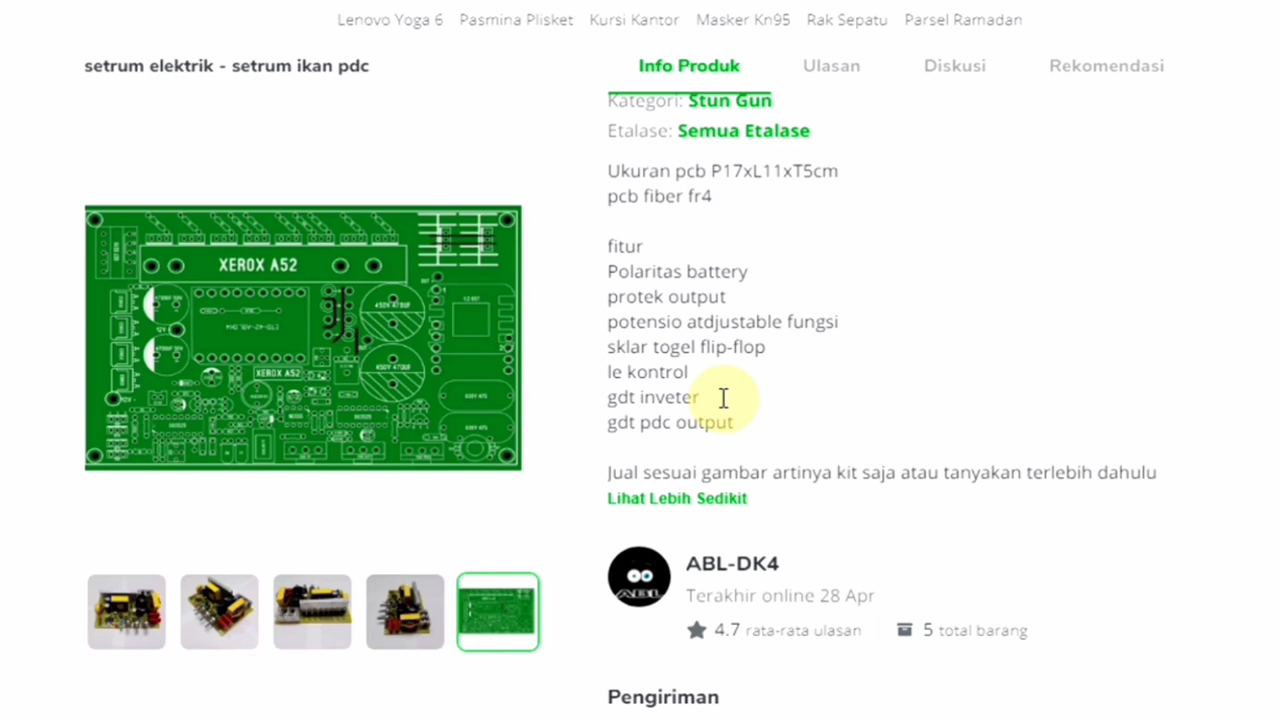 Lenovo Yoga 6 Pasmina Plisket Kursi Kantor Masker Kn95 Rak Sepatu Parsel Ramadan
setrum elektrik - setrum ikan pdc
Info Produk Ulasan Diskusi Rekomendasi
Kategori: Stun Gun
Etalase: Semua Etalase
Ukuran pcb P17xL11xT5cm
pcb fiber fr4
fitur
Polaritas battery
protek output
potensio atdjustable fungsi
sklar togel flip-flop
le kontrol
gdt inveter
gdt pdc output
Jual sesuai gambar artinya kit saja atau tanyakan terlebih dahulu
Lihat Lebih Sedikit
XEROX A52
XEROX A52
ABL-DK4
Terakhir online 28 Apr
4.7 rata-rata ulasan 5 total barang
ABL
Pengiriman